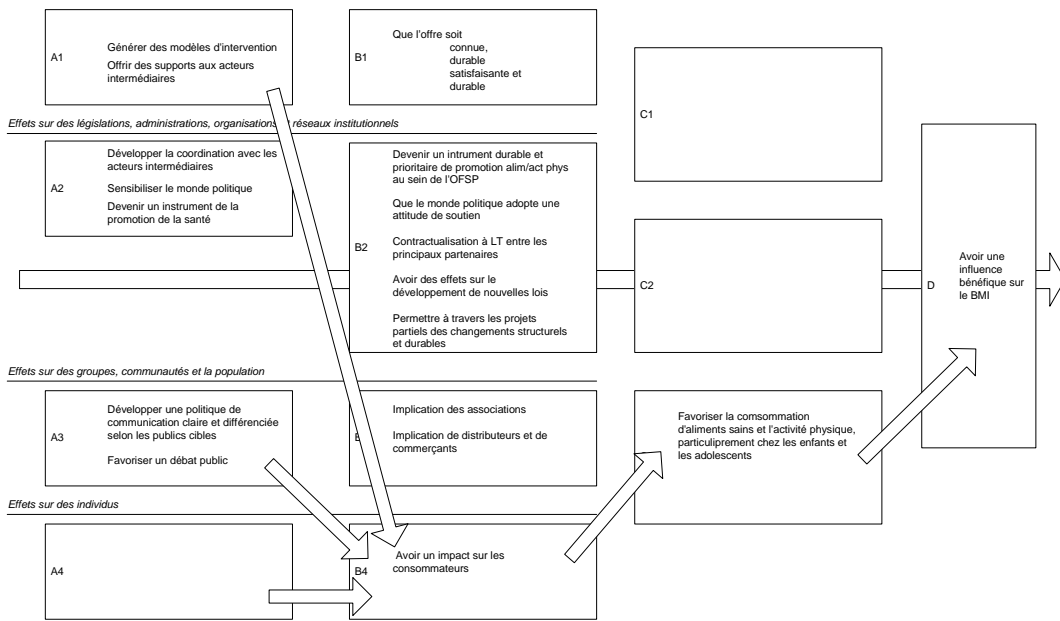 A1
Générer des modèles d'intervention
Offrir des supports aux acteurs
intermédiaires
B1
Que l'offre soit
connue,
durable
satisfaisante et
durable
C1
Effets sur des législations, administrations, organisations réseaux institutionnels
A2
Développer la coordination avec les
acteurs intermédiaires
Sensibiliser le monde politique
Devenir un instrument de la
promotion de la santé
B2
Devenir un intrument durable et
prioritaire de promotion alim/act phys
au sein de l'OFSP
Que le monde politique adopte une
attitude de soutien
Contractualisation à LT entre les
principaux partenaires
Avoir des effets sur le
développement de nouvelles lois
Permettre à travers les projets
partiels des changements structurels
et durables
C2
D
Avoir une
influence
bénéfique sur
le BMI
Effets sur des groupes, communautés et la population
A3
Développer une politique de
communication claire et différenciée
selon les publics cibles
Favoriser un débat public
Implication des associations
Implication de distributeurs et de
commerçants
Favoriser la comsommation
d'aliments sains et l'activité physique,
particuliprement chez les enfants et
les adolescents
Effets sur des individus
A4
B4
Avoir un impact sur les
consommateurs